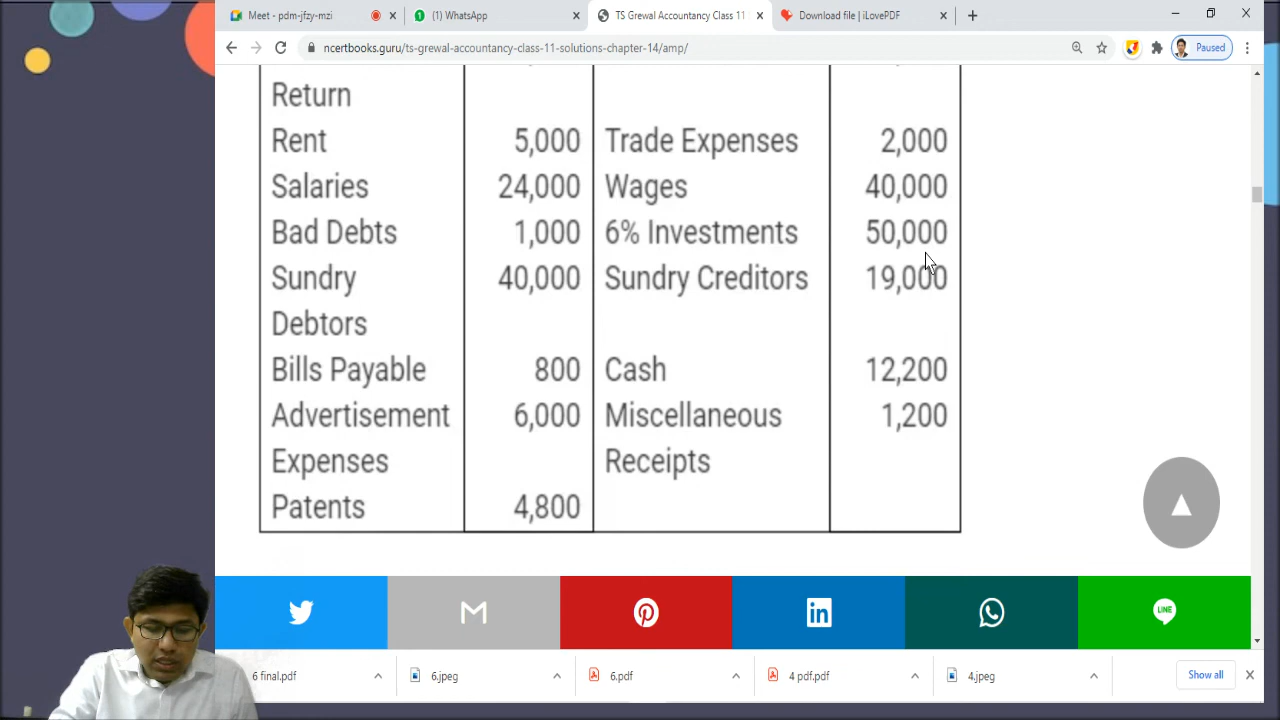 Meet - pdm-jfzy-mzi
(1) WhatsApp
TS Grewal Accountancy Class 11
Download file | iLovePDF
ncertbooks.guru/ts-grewal-accountancy-class-11-solutions-chapter-14/amp/
Paused
Return
Rent 5,000 Trade Expenses 2,000
Salaries 24,000 Wages 40,000
Bad Debts 1,000 6% Investments 50,000
Sundry 40,000 Sundry Creditors 19,000
Debtors
Bills Payable 800 Cash 12,200
Advertisement 6,000 Miscellaneous 1,200
Expenses Receipts
Patents 4,800
LINE
6 final.pdf
6.jpeg
6.pdf
4 pdf.pdf
4.jpeg
Show all